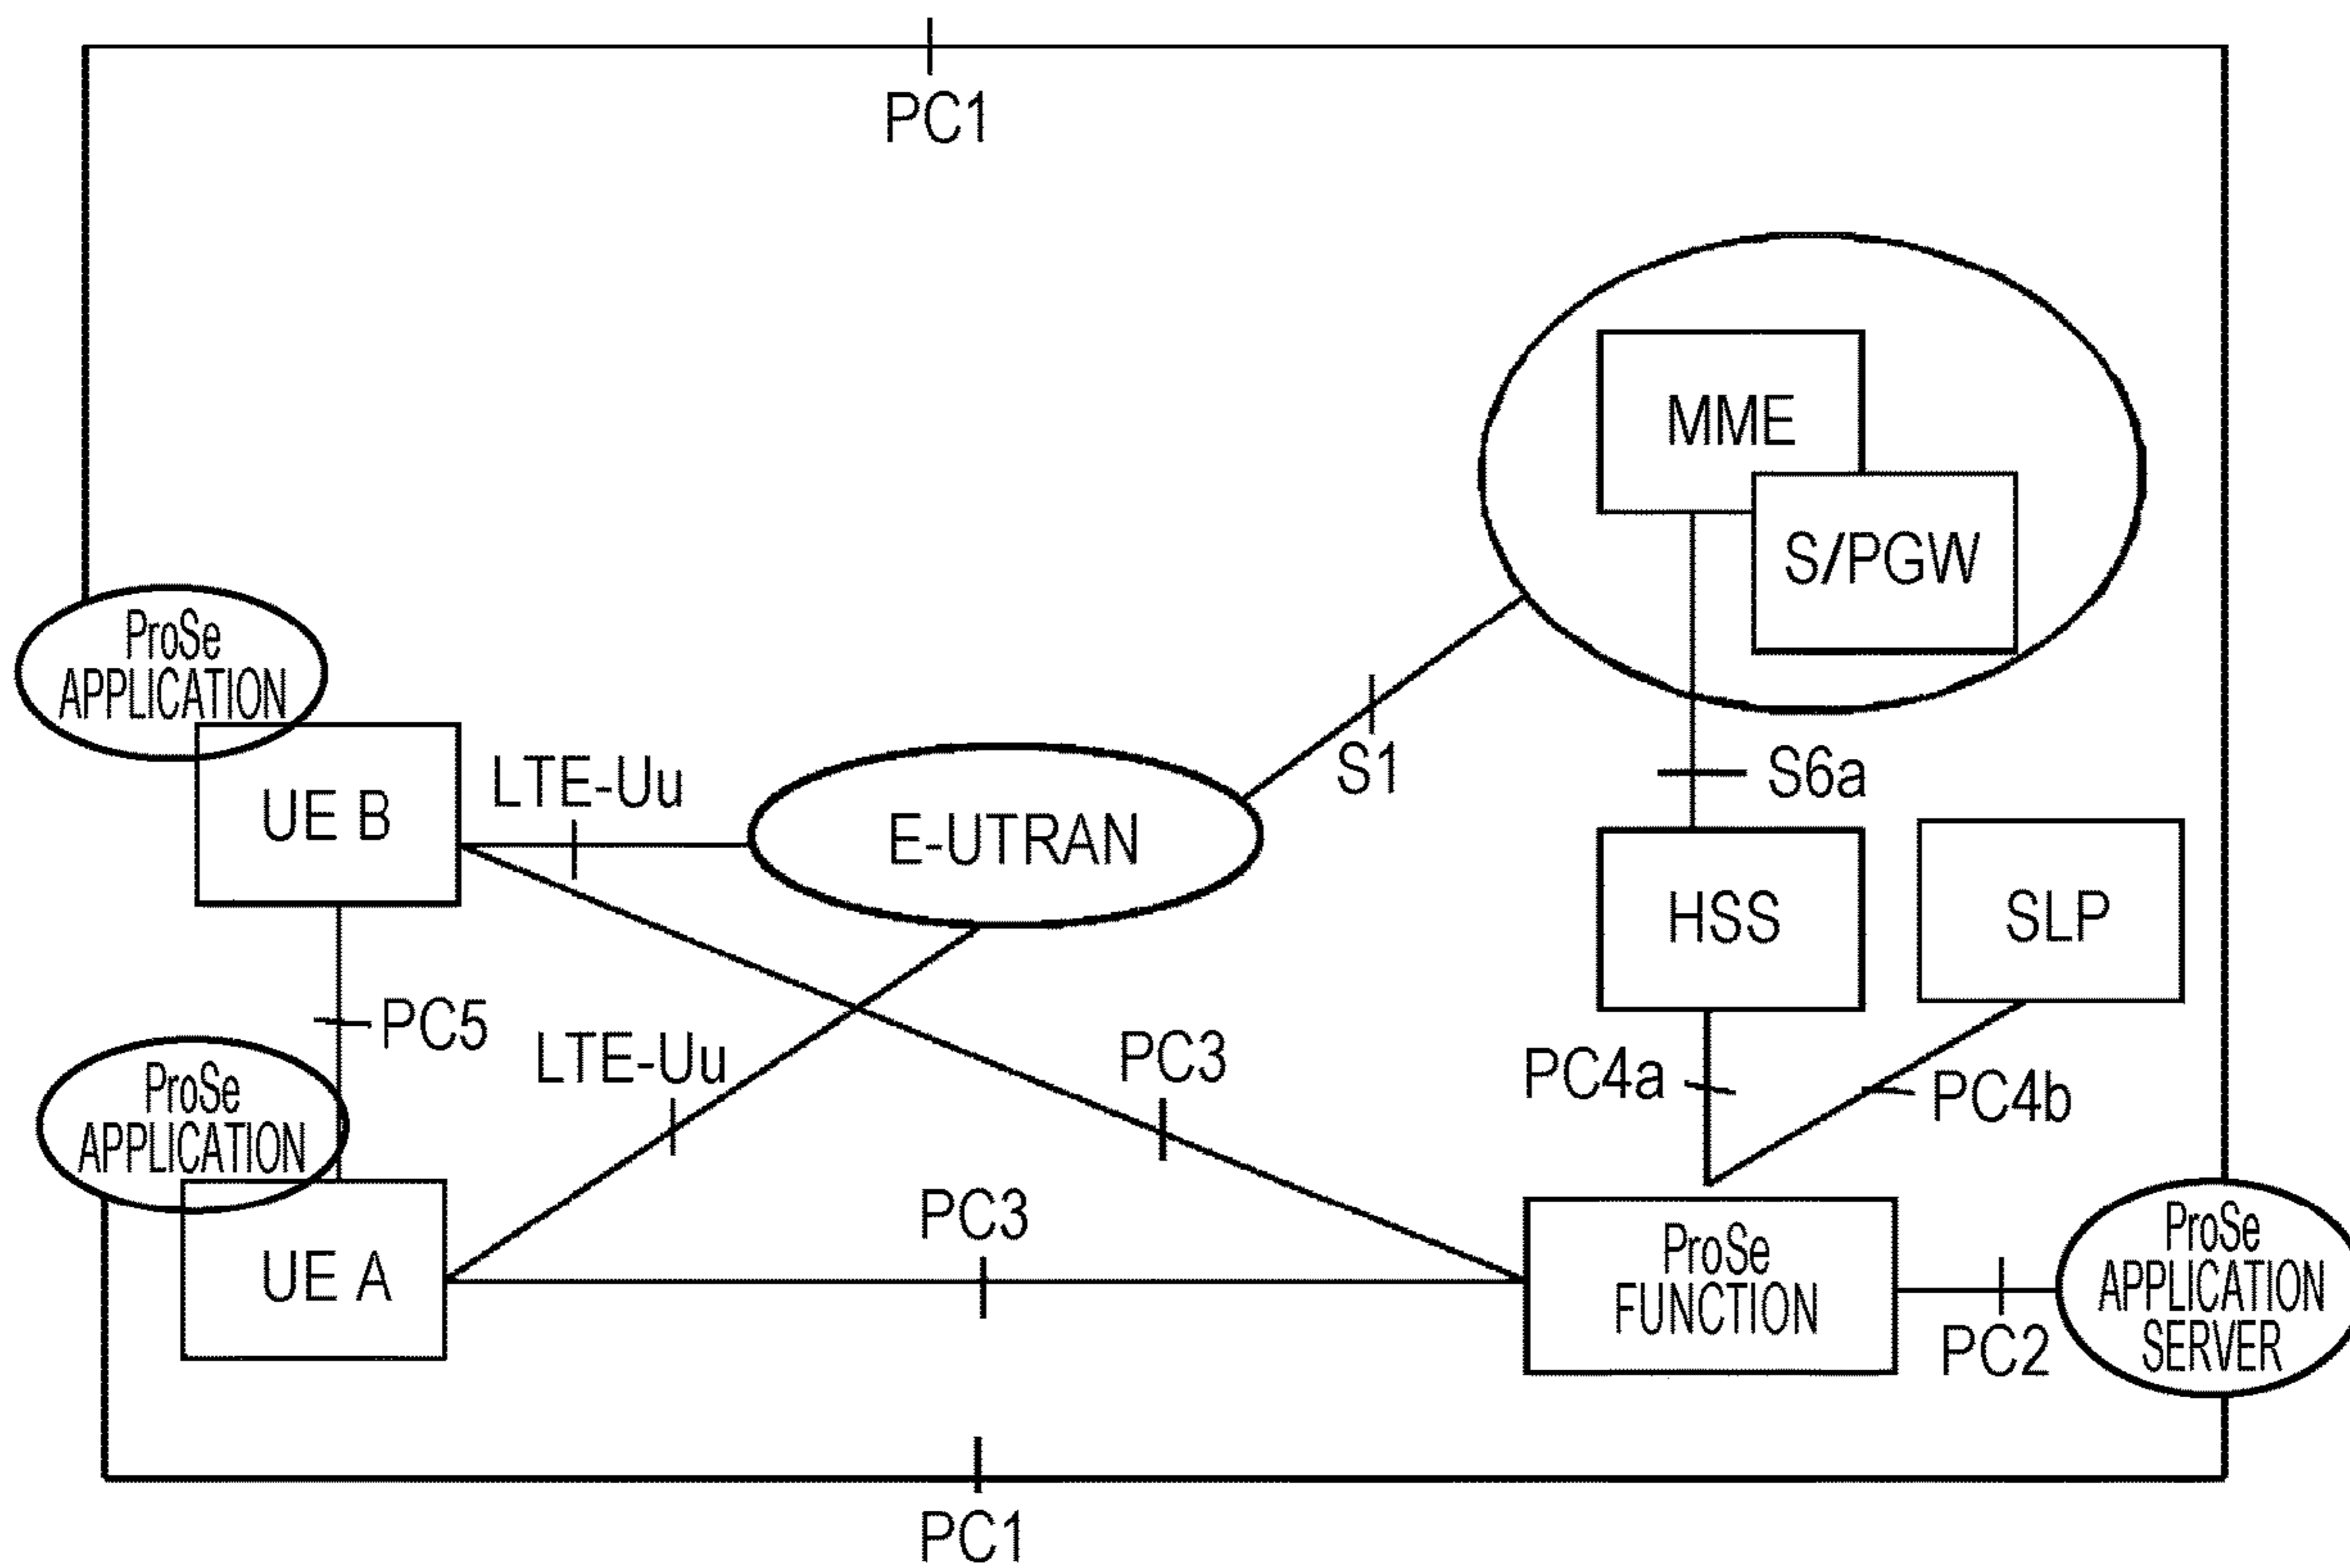 PC1
MME
S/PGW
ProSe
APPLICATION
S1
S6a
LTE-Uu
UE B
E-UTRAN
HSS
SLP
PC5
LTE-Uu
PC3
PC4a
PC4b
ProSe
APPLICATION
PC3
UE A
ProSe
FUNCTION
PC2
ProSe
APPLICATION
SERVER
PC1